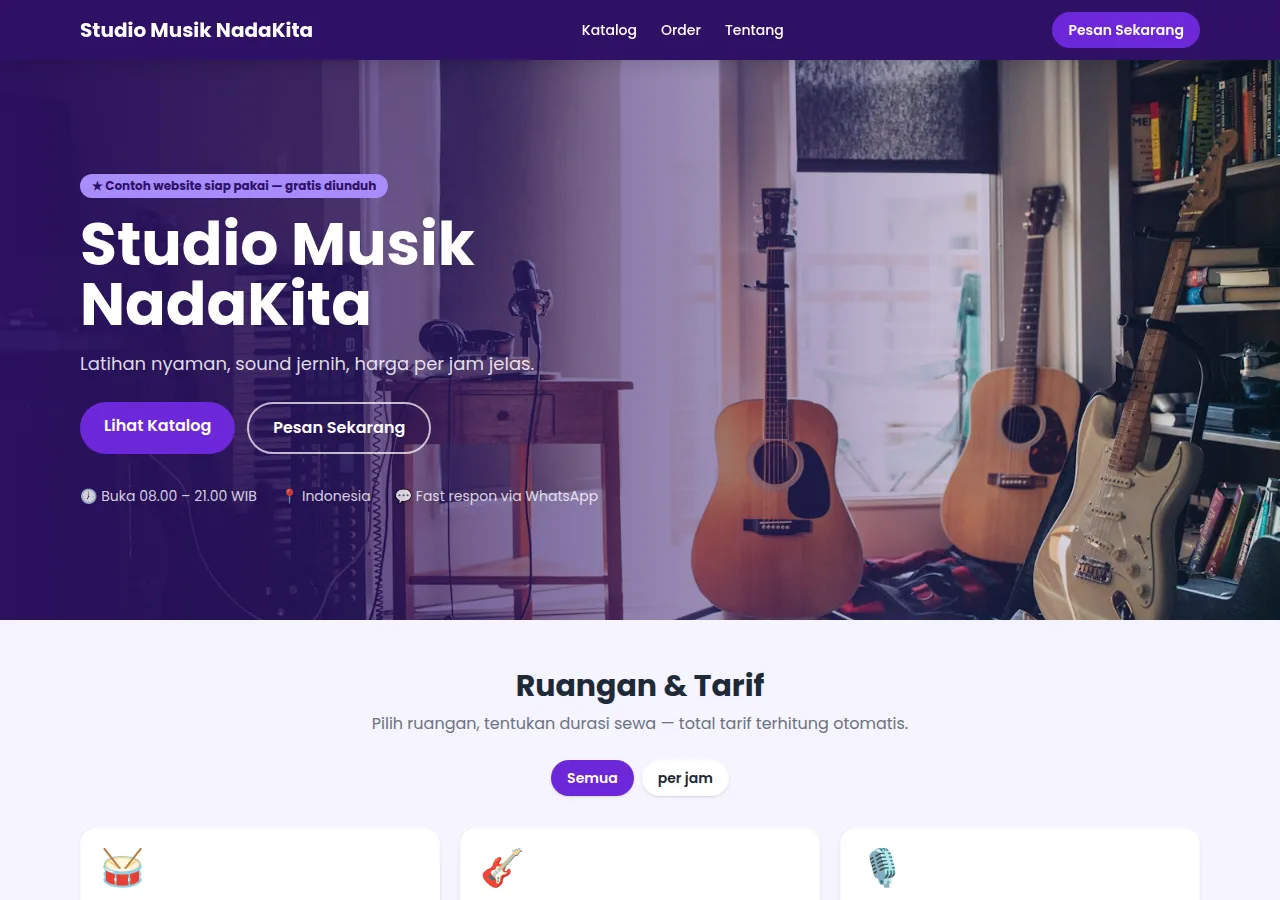 Studio Musik NadaKita
Katalog
Order
Tentang
Pesan Sekarang
★ Contoh website siap pakai — gratis diunduh
Studio Musik
NadaKita
Latihan nyaman, sound jernih, harga per jam jelas.
Lihat Katalog
Pesan Sekarang
🕖 Buka 08.00 – 21.00 WIB
📍 Indonesia
💬 Fast respon via WhatsApp
Ruangan & Tarif
Pilih ruangan, tentukan durasi sewa — total tarif terhitung otomatis.
Semua
per jam